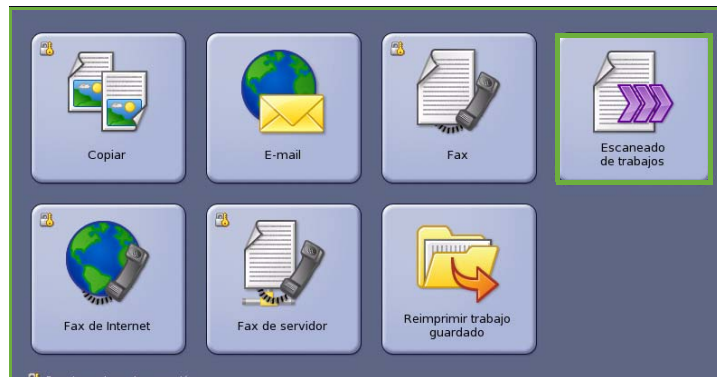 Copiar
E-mail
Fax
Escaneado
de trabajos
Fax de Internet
Fax de servidor
Reimprimir trabajo
guardado